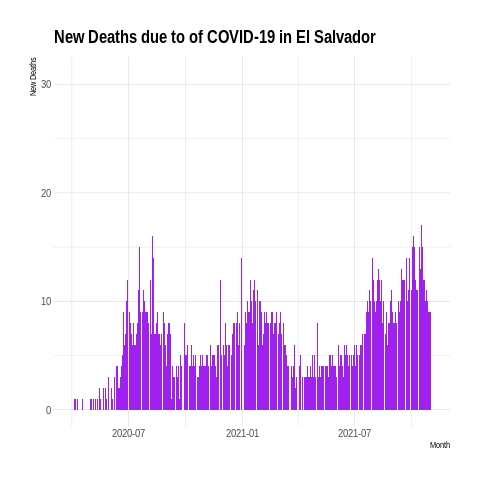 New Deaths due to of COVID-19 in El Salvador
New Deaths
30
20
10
0
2020-07
2021-01
2021-07
Month